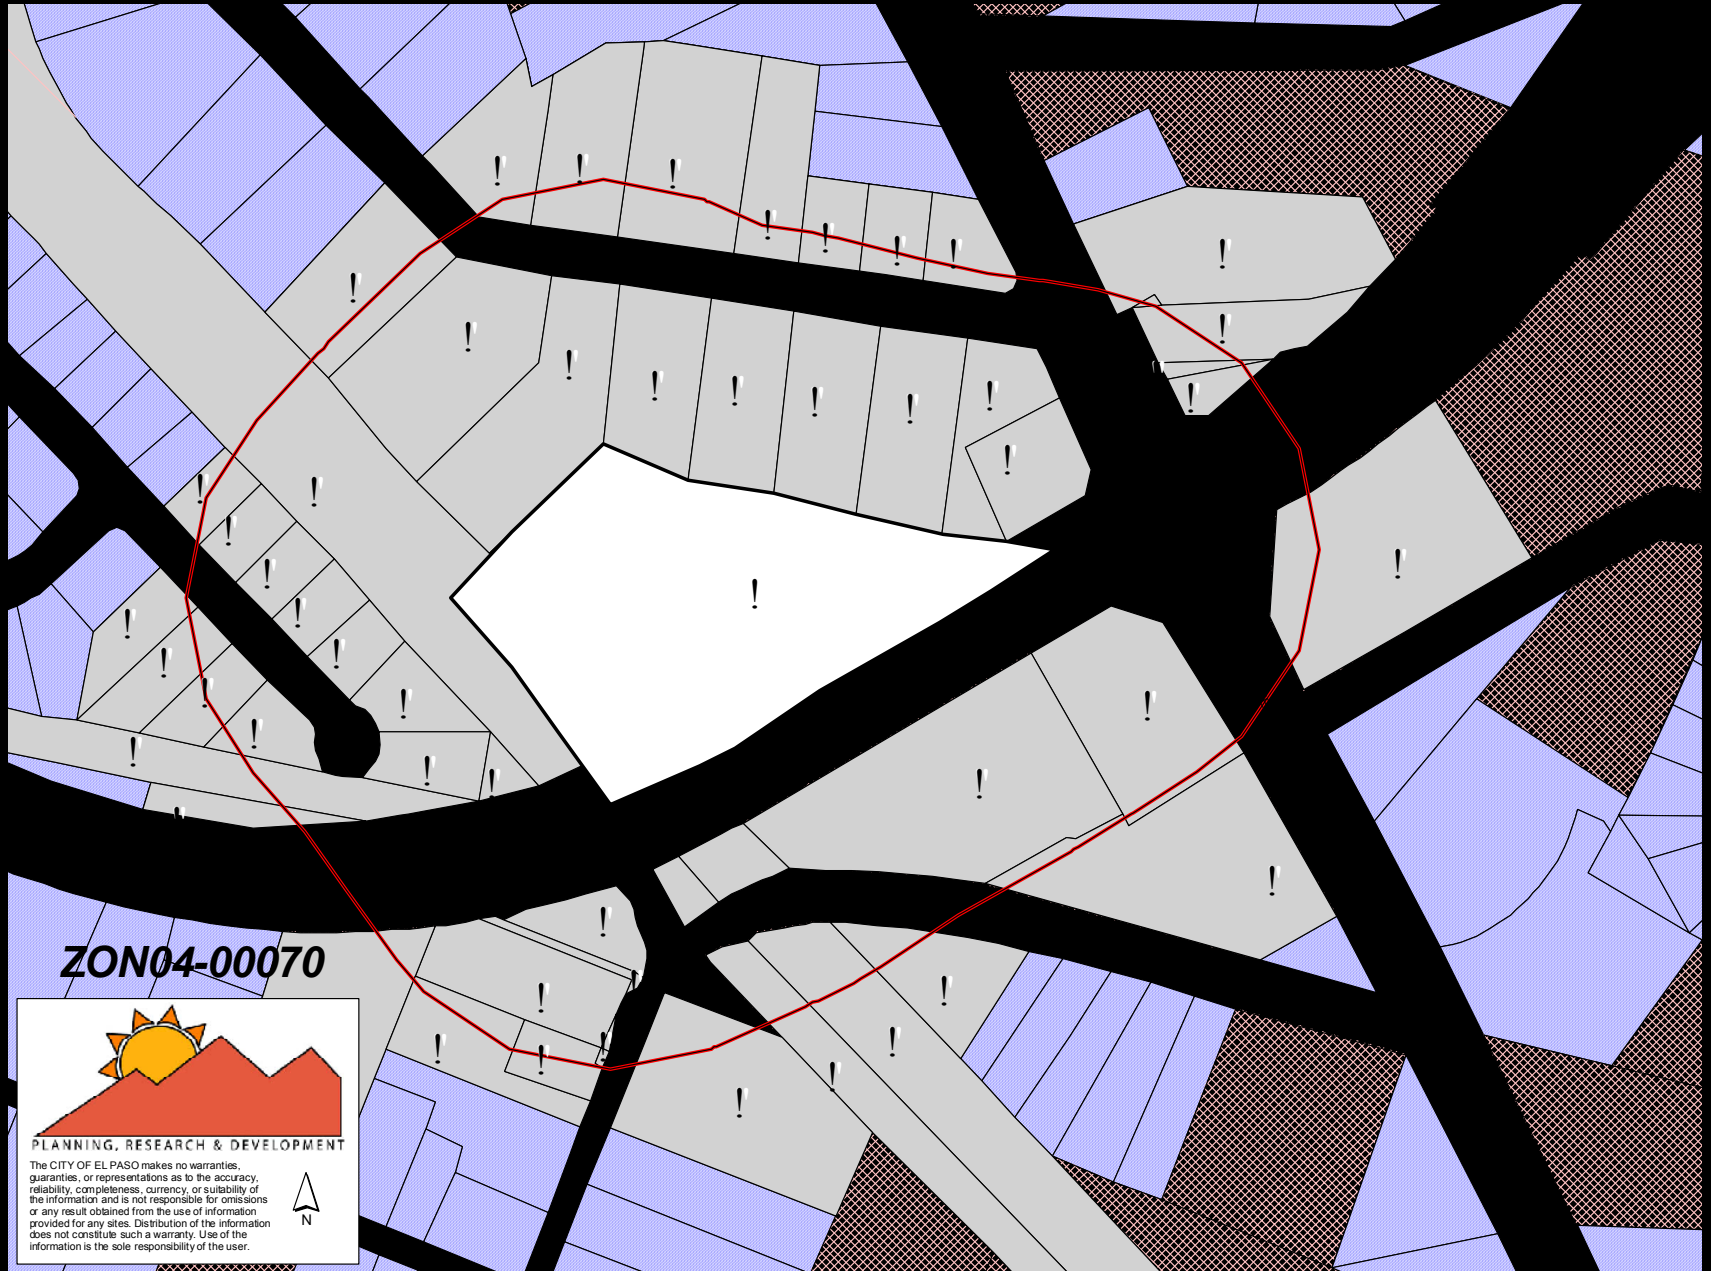 ZON04-00070
PLANNING, RESEARCH & DEVELOPMENT
The CITY OF EL PASO makes no warranties,
guaranties, or representations as to the accuracy,
reliability, completeness, currency, or suitability of
the information and is not responsible for omissions
or any result obtained from the use of information
provided for any sites. Distribution of the information
does not constitute such a warranty. Use of the
information is the sole responsibility of the user.
N